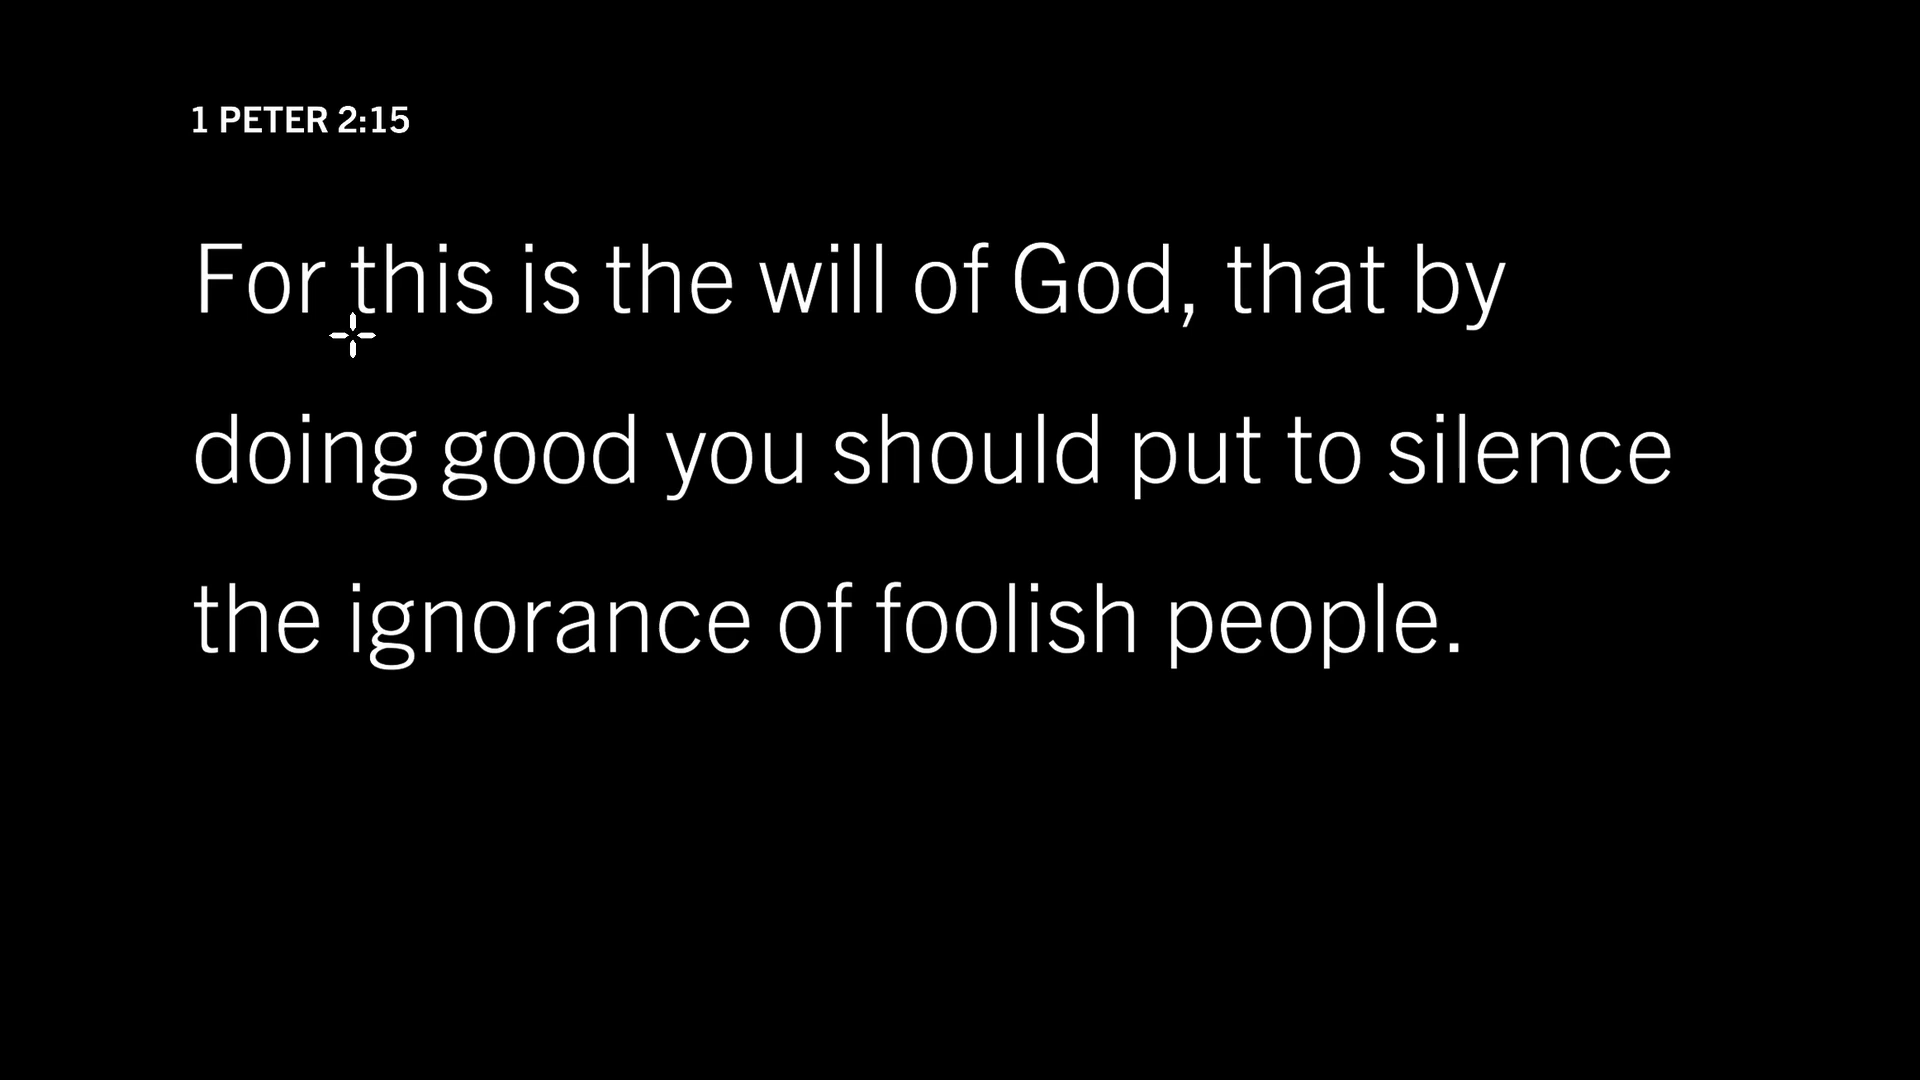 1 PETER 2:15
For this is the will of God, that by
doing good you should put to silence
the ignorance of foolish people.